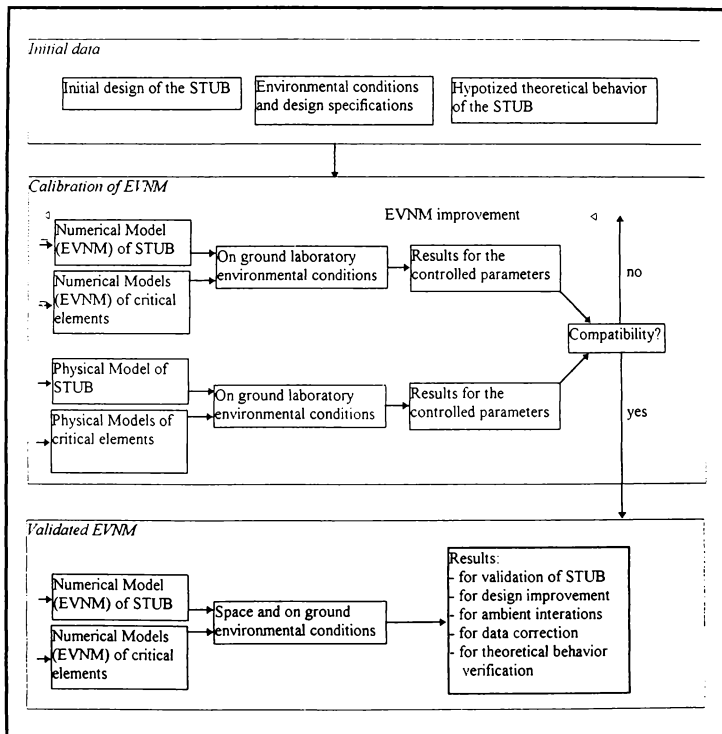 Initial data
Initial design of the STUB
Environmental conditions
and design specifications
Hypotized theoretical behavior
of the STUB
Calibration of EVNM
EVNM improvement
Numerical Model
(EVNM) of STUB
Numerical
Models (EVNM) of critical
elements
On ground laboratory
environmental conditions
Results for the
controlled parameters
no
Compatibility?
Physical Model of
STUB
Physical Models of
critical elements
On ground laboratory
environmental conditions
Results for the
controlled parameters
yes
Validated EVNM
Numerical Model
(EVNM) of STUB
Numerical Models
(EVNM) of critical
elements
Space and on ground
environmental conditions
Results:
- for validation of STUB
- for design improvement
- for ambient interations
- for data correction
- for theoretical behavior
verification